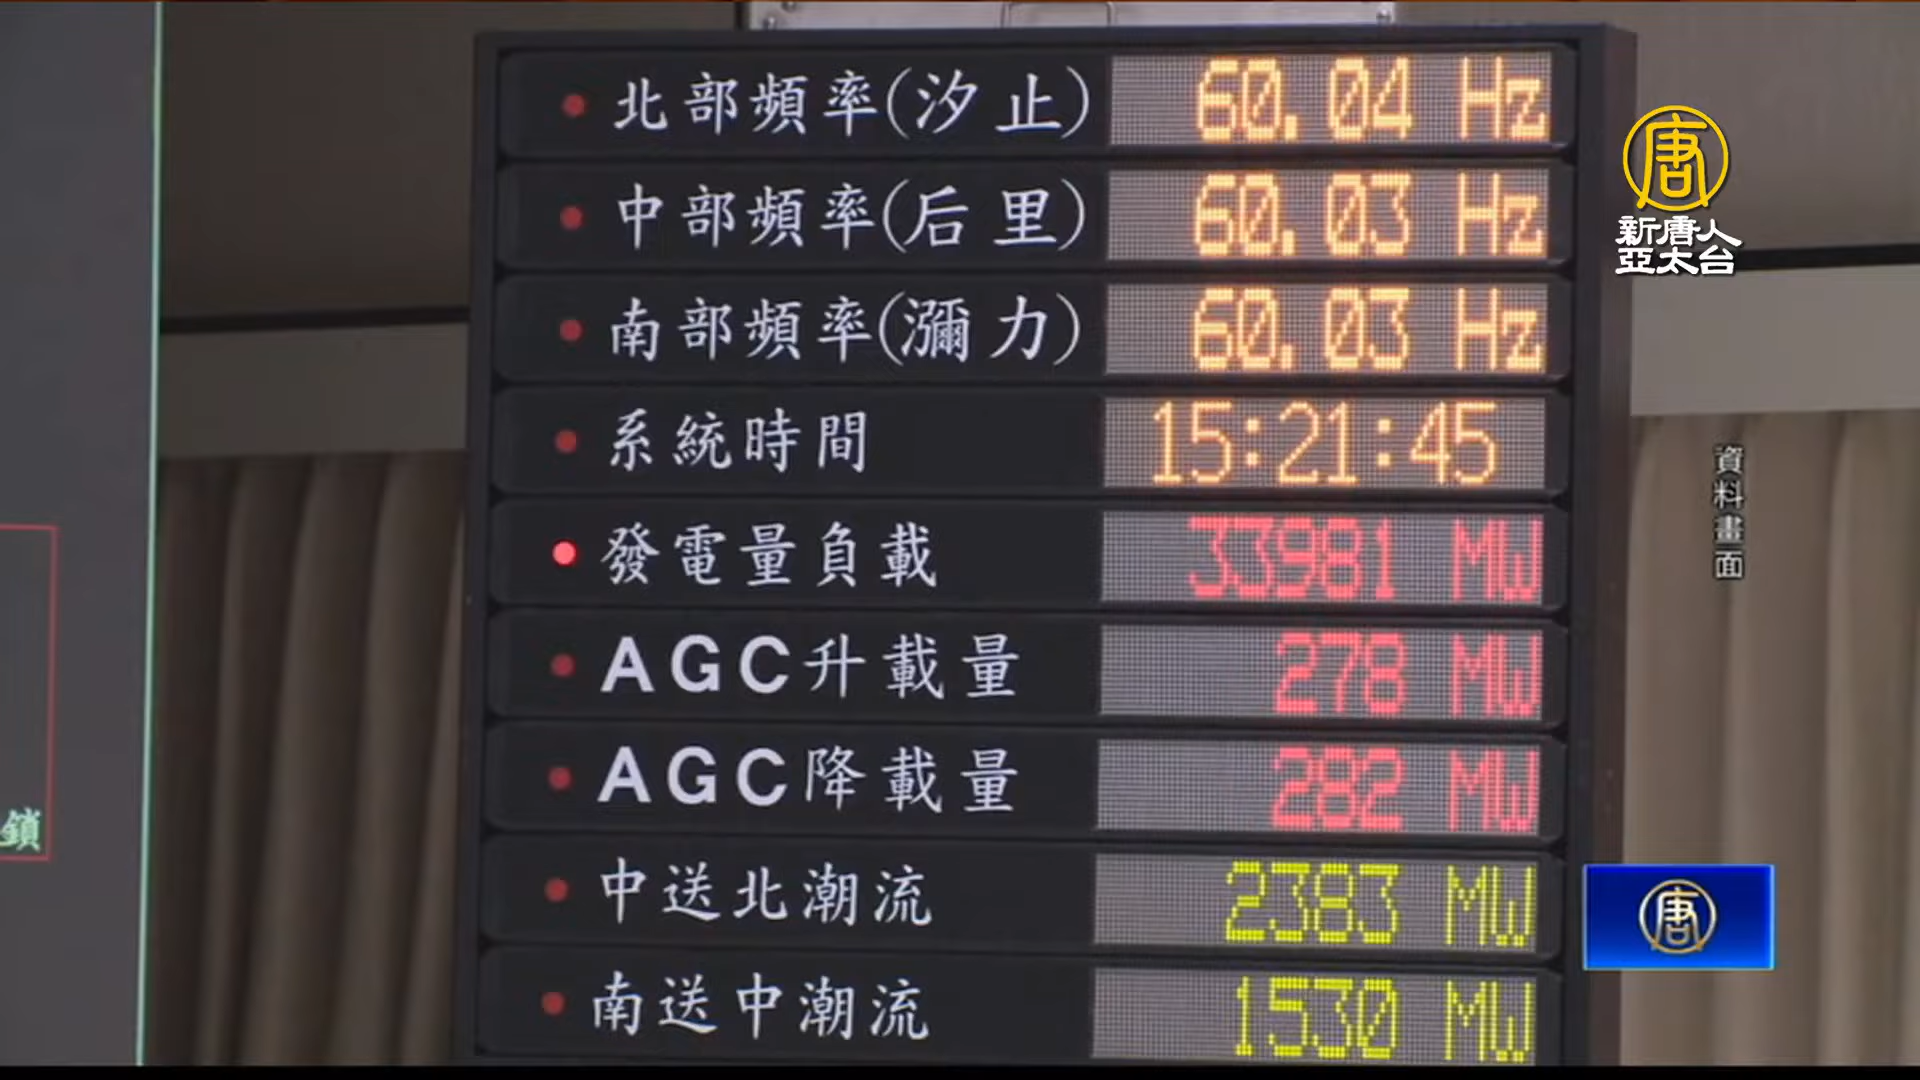 北部頻率(汐止) 60.04 Hz
中部頻率(后里) 60.03 Hz
南部頻率(瀰力) 60.03 Hz
系統時間 15:21:45
發電量負載 33981 MW
AGC升載量 278 MW
AGC降載量 282 MW
中送北潮流 2383 MW
南送中潮流 1530 MW
鎖
唐
新唐人
亞太台
資料畫面
唐